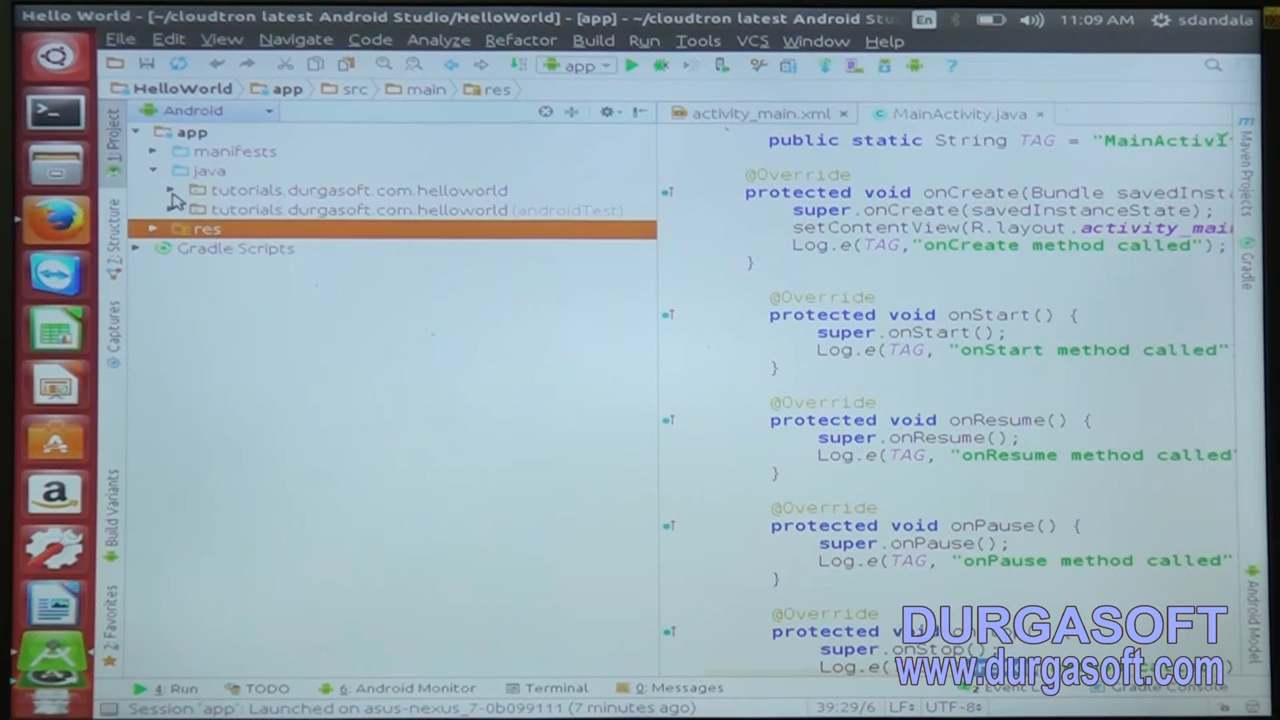 Hello World - [~/cloudtron latest Android Studio/HelloWorld] - [app] - ~/cloudtron latest Android Stu
En
11:09 AM
sdandala
File Edit View Navigate Code Analyze Refactor Build Run Tools VCS Window Help
app
HelloWorld app src main res
Android
activity_main.xml
MainActivity.java
1: Project
Z: Structure
Captures
Build Variants
2: Favorites
app
manifests
java
tutorials.durgasoft.com.helloworld
tutorials.durgasoft.com.helloworld (androidTest)
res
Gradle Scripts
public static String TAG = "MainActivi
@Override
protected void onCreate(Bundle savedInsta
super.onCreate(savedInstanceState);
setContentView(R.layout.activity_mai
Log.e(TAG,"onCreate method called");
}
@Override
protected void onStart() {
super.onStart();
Log.e(TAG, "onStart method called"
}
@Override
protected void onResume() {
super.onResume();
Log.e(TAG, "onResume method called"
}
@Override
protected void onPause() {
super.onPause();
Log.e(TAG, "onPause method called"
}
@Override
protected void
super.onStop();
Log.e(
Maven Projects
Gradle
Android Model
DURGASOFT
www.durgasoft.com
4: Run TODO 6: Android Monitor Terminal 0: Messages
Gradle Console
Session 'app': Launched on asus-nexus_7-0b099111 (7 minutes ago)
39:29/6 LF÷ UTF-8÷